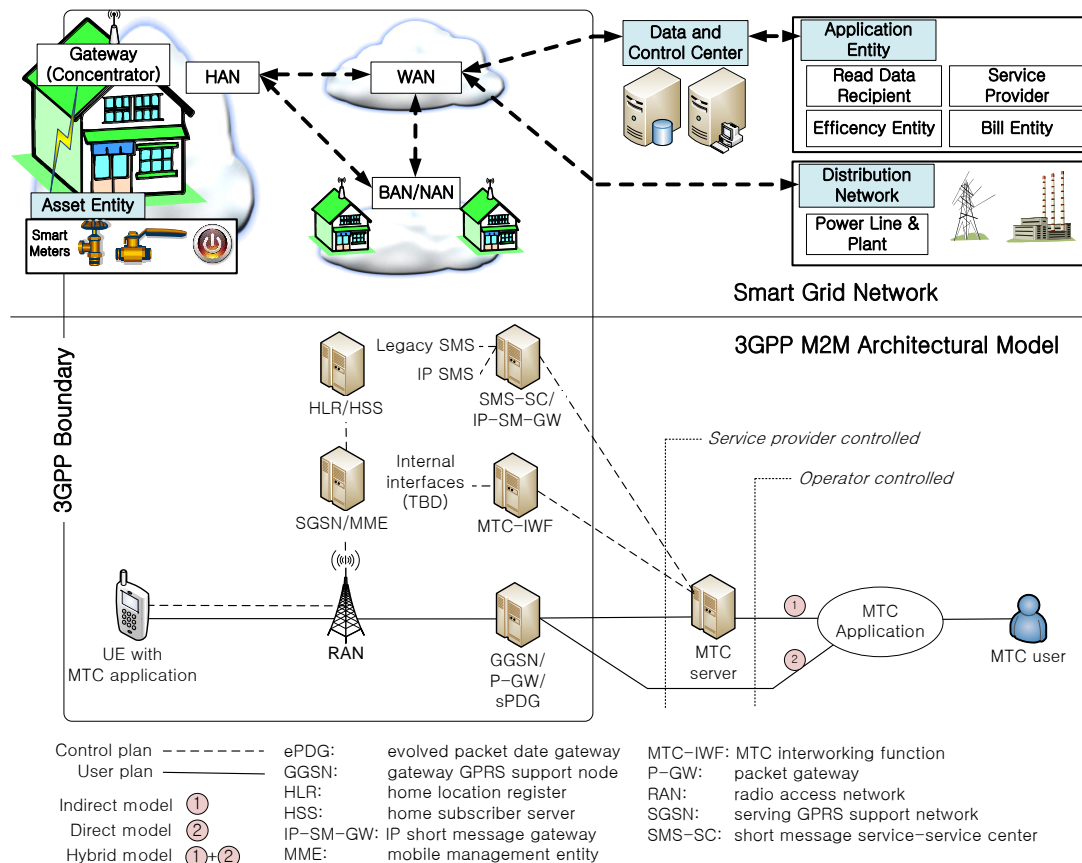 Gateway
(Concentrator)
HAN
WAN
BAN/NAN
Data and
Control Center
Application
Entity
Read Data
Recipient
Service
Provider
Efficency Entity
Bill Entity
Distribution
Network
Power Line &
Plant
Asset Entity
Smart
Meters
Smart Grid Network
3GPP M2M Architectural Model
3GPP Boundary
Legacy SMS
IP SMS
HLR/HSS
SMS-SC/
IP-SM-GW
Internal
interfaces
(TBD)
SGSN/MME
MTC-IWF
Service provider controlled
Operator controlled
UE with
MTC application
RAN
GGSN/
P-GW/
sPDG
MTC
server
1
2
MTC
Application
MTC user
Control plan
User plan
Indirect model 1
Direct model 2
Hybrid model 1+2
ePDG: evolved packet date gateway
GGSN: gateway GPRS support node
HLR: home location register
HSS: home subscriber server
IP-SM-GW: IP short message gateway
MME: mobile management entity
MTC-IWF: MTC interworking function
P-GW: packet gateway
RAN: radio access network
SGSN: serving GPRS support network
SMS-SC: short message service-service center